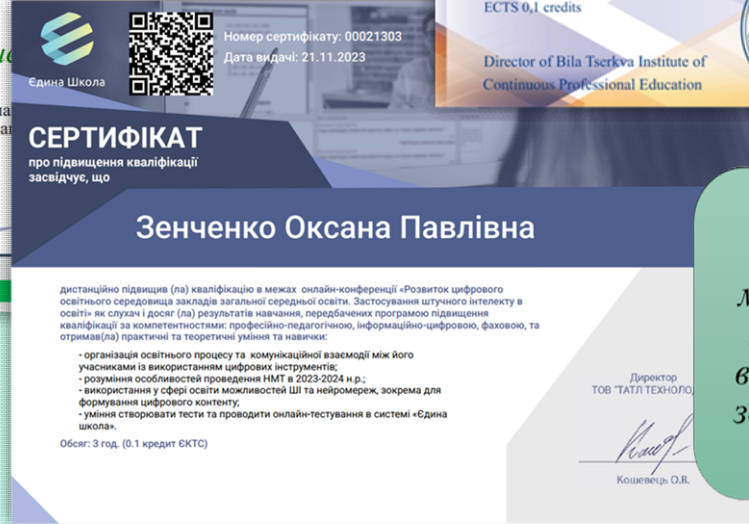 ECTS 0,1 credits
Director of Bila Tserkva Institute of
Continuous Professional Education
Єдина Школа
Номер сертифікату: 00021303
Дата видачі: 21.11.2023
СЕРТИФІКАТ
про підвищення кваліфікації
засвідчує, що
Зенченко Оксана Павлівна
дистанційно підвищив (ла) кваліфікацію в межах онлайн-конференції «Розвиток цифрового
освітнього середовища закладів загальної середньої освіти. Застосування штучного інтелекту в
освіті» як слухач і досяг (ла) результатів навчання, передбачених програмою підвищення
кваліфікації за компетентностями: професійно-педагогічною, інформаційно-цифровою, фаховою, та
отримав(ла) практичні та теоретичні уміння та навички:
- організація освітнього процесу та комунікаційної взаємодії між його
учасниками із використанням цифрових інструментів;
- розуміння особливостей проведення НМТ в 2023-2024 н.р.;
- використання у сфері освіти можливостей ШІ та нейромереж, зокрема для
формування цифрового контенту;
- уміння створювати тести та проводити онлайн-тестування в системі «Єдина
школа».
Обсяг: 3 год. (0.1 кредит ЄКТС)
Директор
ТОВ "ТАТЛ ТЕХНОЛО
Кошевець О.В.